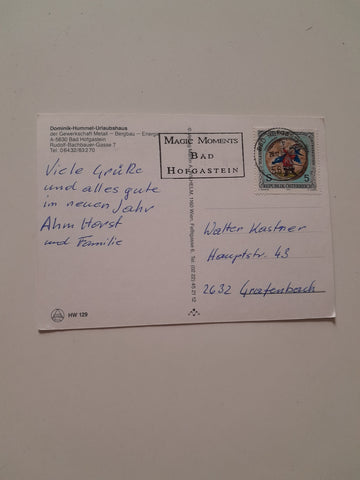 Dominik-Hummel-Urlaubshaus
der Gewerkschaft Metall — Bergbau — Energie
A-5630 Bad Hofgastein
Rudolf-Bachbauer-Gasse 7
Tel. 06432/83270
Viele Grüße
und alles gute
im neuen Jahr
Ahm Horst
und Familie
HW 129
MAGIC MOMENTS
BAD
HOFGASTEIN
REPUBLIK ÖSTERREICH
S 5
Walter Kastner
Hauptstr. 43
2632 Grafenbach